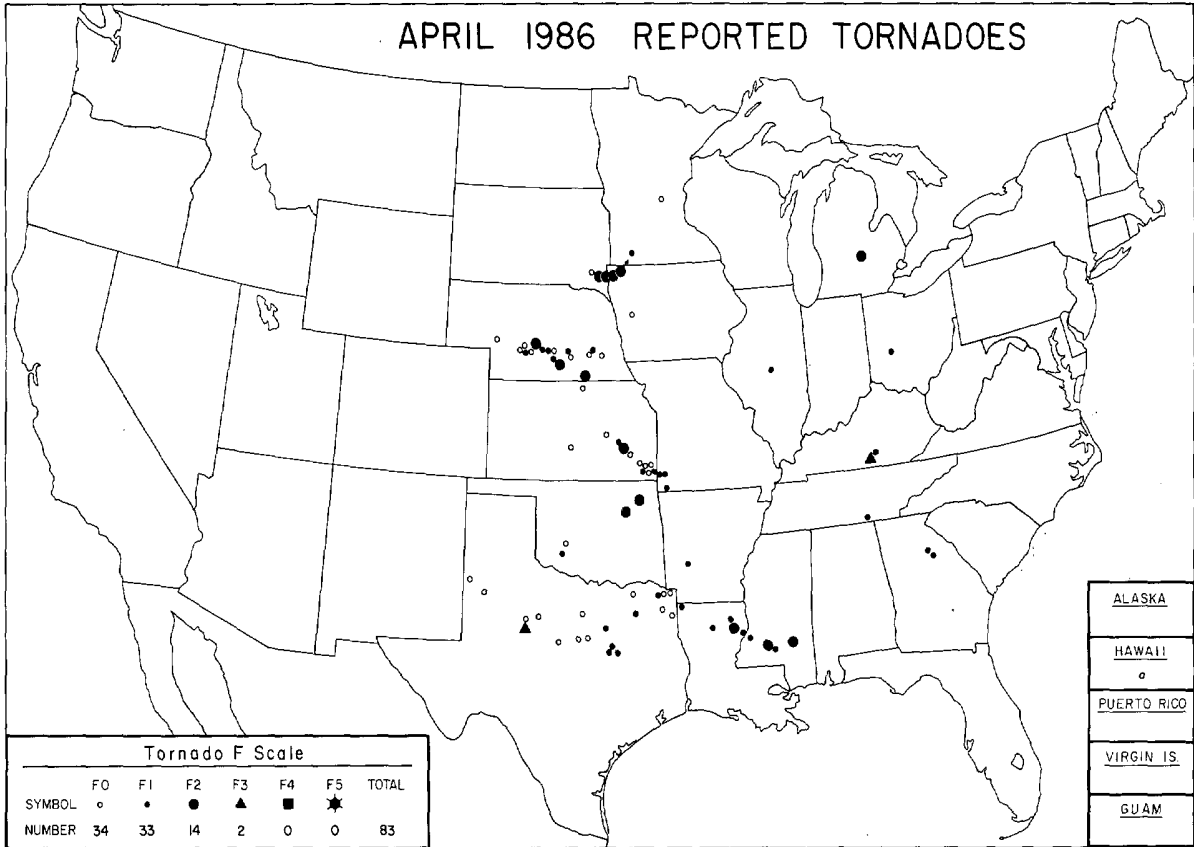 APRIL 1986 REPORTED TORNADOES
ALASKA
HAWAII
o
PUERTO RICO
VIRGIN IS.
GUAM
Tornado F Scale
F0 F1 F2 F3 F4 F5 TOTAL
SYMBOL
NUMBER 34 33 14 2 0 0 83